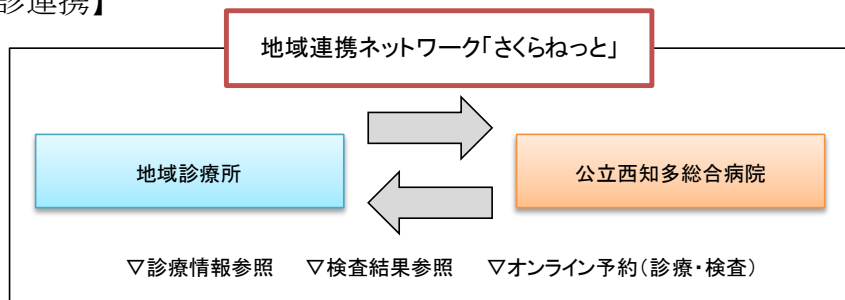 診連携】
地域連携ネットワーク「さくらねっと」
地域診療所
公立西知多総合病院
▽診療情報参照 ▽検査結果参照 ▽オンライン予約(診療・検査)